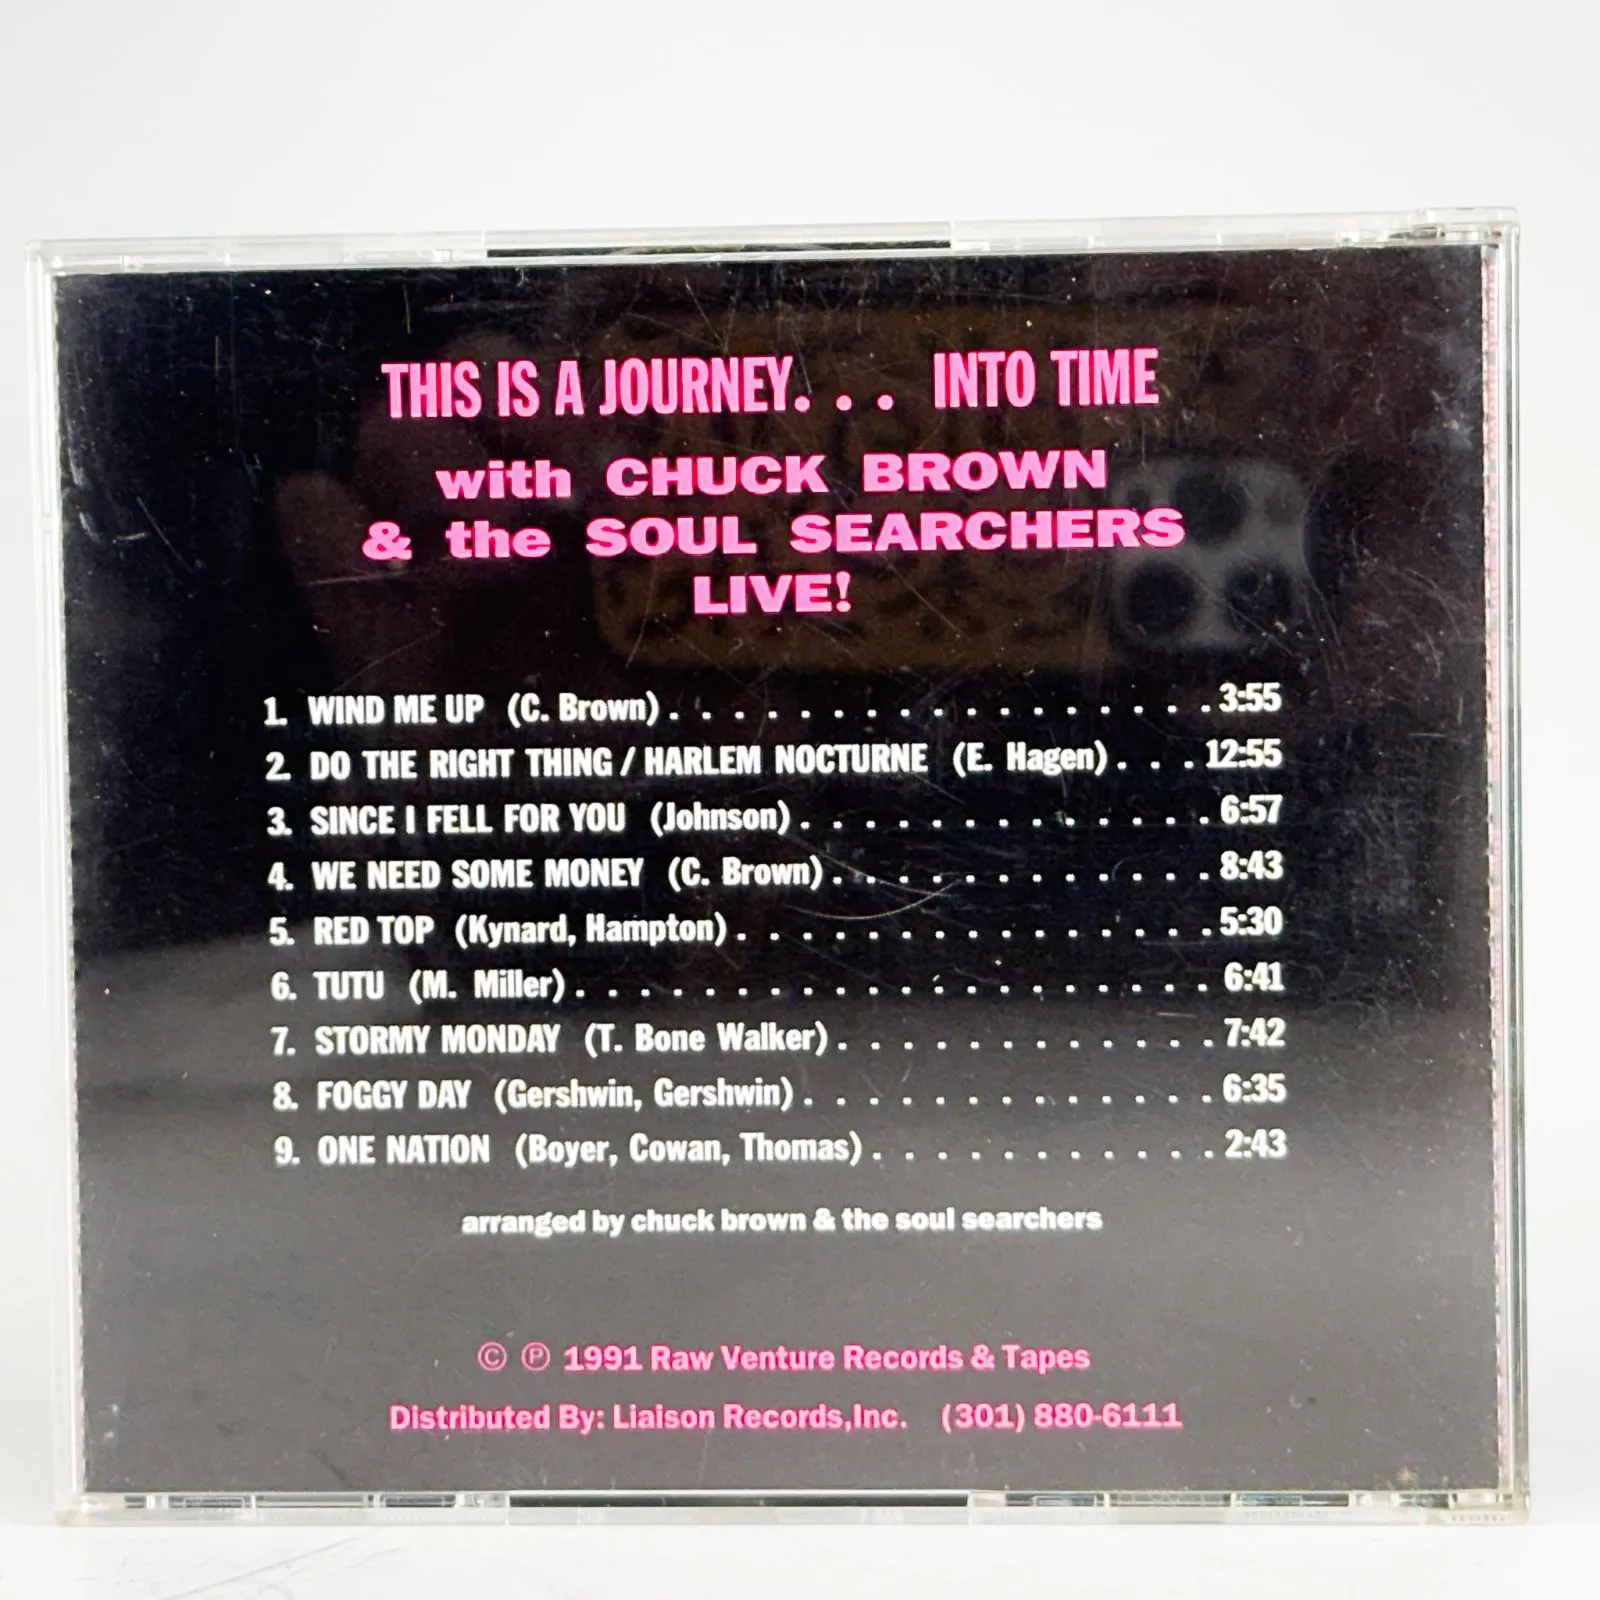 THIS IS A JOURNEY. . . INTO TIME
with CHUCK BROWN
& the SOUL SEARCHERS
LIVE!
1. WIND ME UP (C. Brown) . . . . . . . . . . . . . . . . . 3:55
2. DO THE RIGHT THING / HARLEM NOCTURNE (E. Hagen) . . . 12:55
3. SINCE I FELL FOR YOU (Johnson) . . . . . . . . . . . . . 6:57
4. WE NEED SOME MONEY (C. Brown) . . . . . . . . . . . . 8:43
5. RED TOP (Kynard, Hampton) . . . . . . . . . . . . . . . 5:30
6. TUTU (M. Miller) . . . . . . . . . . . . . . . . . . . . 6:41
7. STORMY MONDAY (T. Bone Walker) . . . . . . . . . . . . 7:42
8. FOGGY DAY (Gershwin, Gershwin) . . . . . . . . . . . . . 6:35
9. ONE NATION (Boyer, Cowan, Thomas) . . . . . . . . . . . 2:43
arranged by chuck brown & the soul searchers
© ℗ 1991 Raw Venture Records & Tapes
Distributed By: Liaison Records,Inc. (301) 880-6111